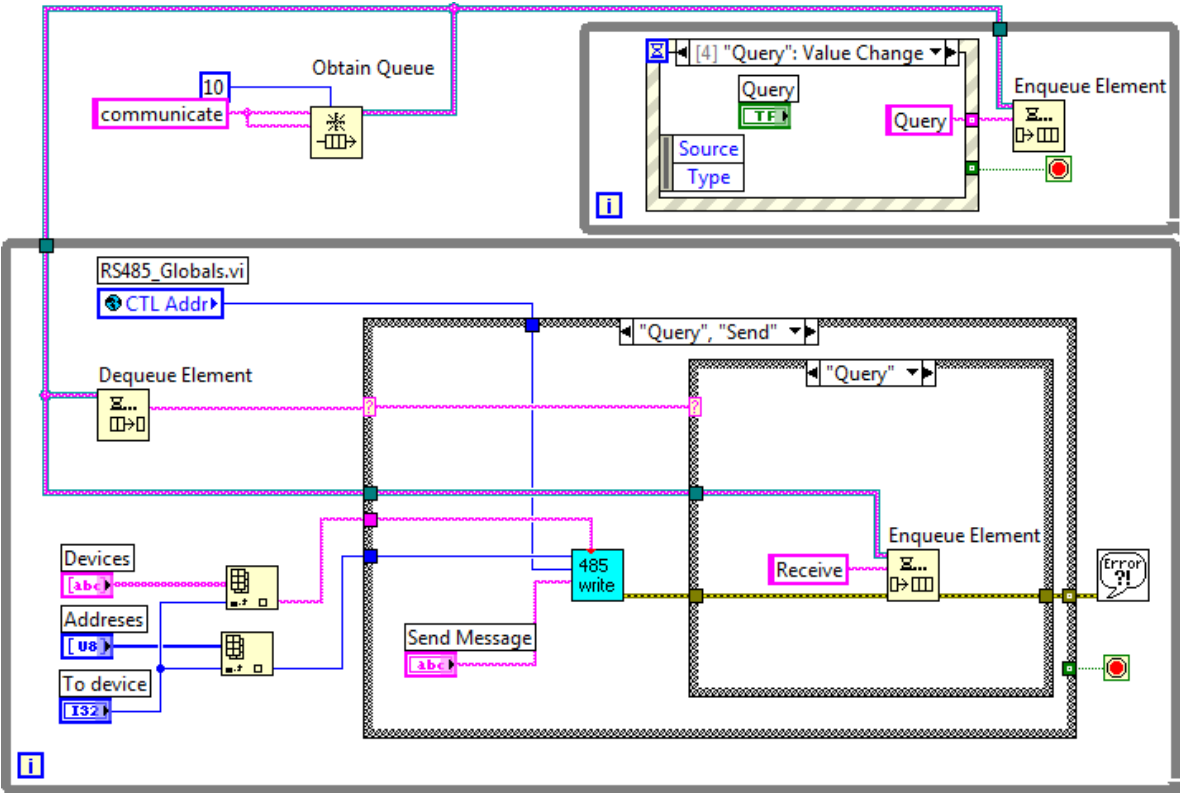 Obtain Queue
10
communicate
[4] "Query": Value Change
Query
TF
Source
Type
Query
Enqueue Element
i
RS485_Globals.vi
CTL Addr
"Query", "Send"
"Query"
Dequeue Element
?
?
Devices
[abc]
Addreses
[U8]
To device
I32
485
write
Send Message
abc
Receive
Enqueue Element
Error
?!
i